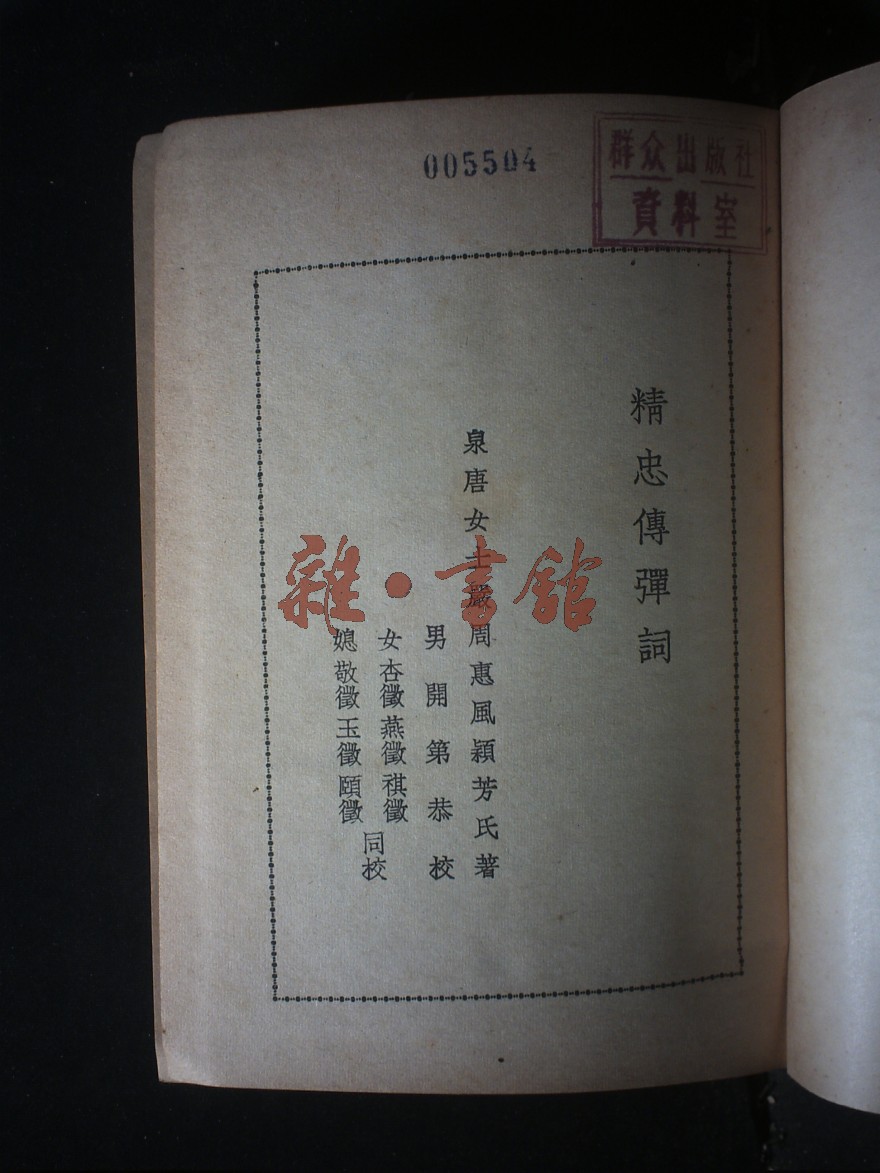 005504
群众出版社
資料室
精忠傳彈詞
泉唐女士嚴周惠風穎芳氏著
男開第恭校
女杏徵燕徵祺徵
媳敬徵玉徵頤徵
同校
雜·書館